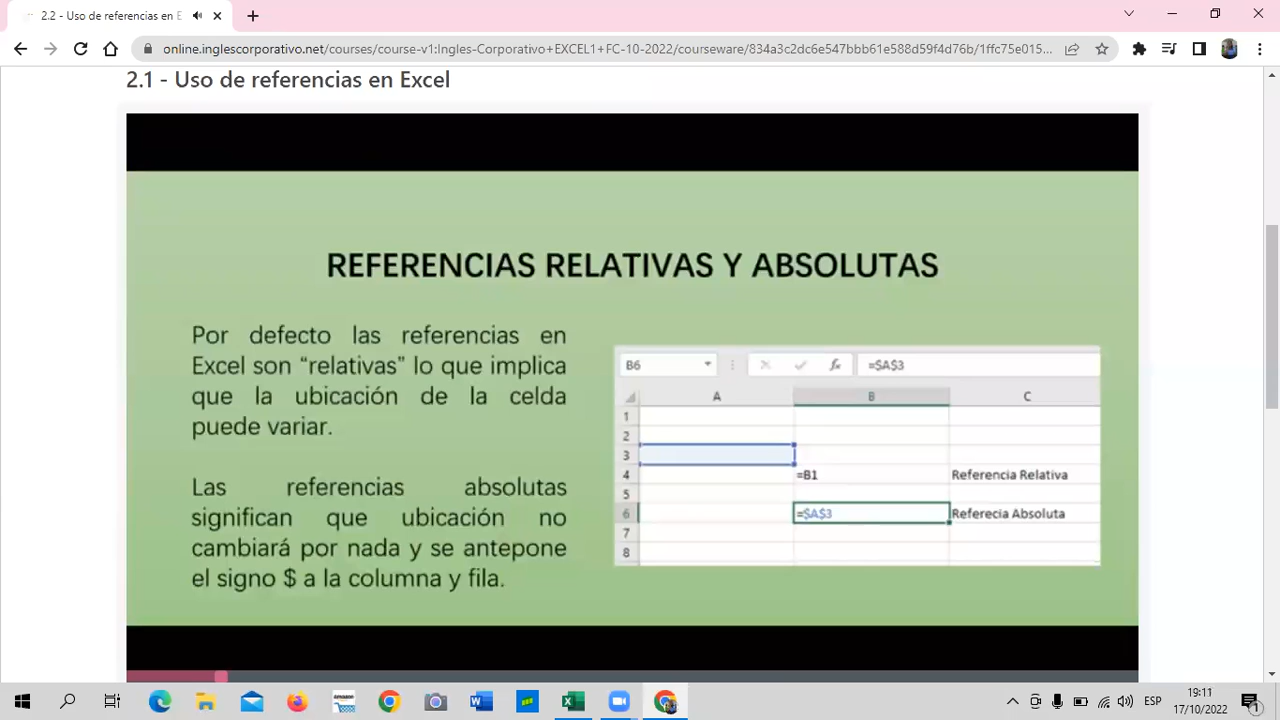 2.2 - Uso de referencias en E
online.inglescorporativo.net/courses/course-v1:Ingles-Corporativo+EXCEL1+FC-10-2022/courseware/834a3c2dc6e547bbb61e588d59f4d76b/1ffc75e015...
2.1 - Uso de referencias en Excel
REFERENCIAS RELATIVAS Y ABSOLUTAS
Por defecto las referencias en
Excel son “relativas” lo que implica
que la ubicación de la celda
puede variar.
Las referencias absolutas
significan que ubicación no
cambiará por nada y se antepone
el signo $ a la columna y fila.
B6 fx =$A$3
A B C
1
2
3
4 =B1 Referencia Relativa
5
6 =$A$3 Referecia Absoluta
7
8
ESP
19:11
17/10/2022
1